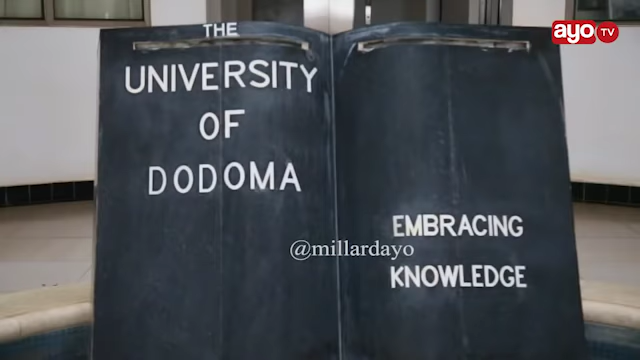 ayo TV
THE
UNIVERSITY
OF
DODOMA
EMBRACING
@millardayo
KNOWLEDGE